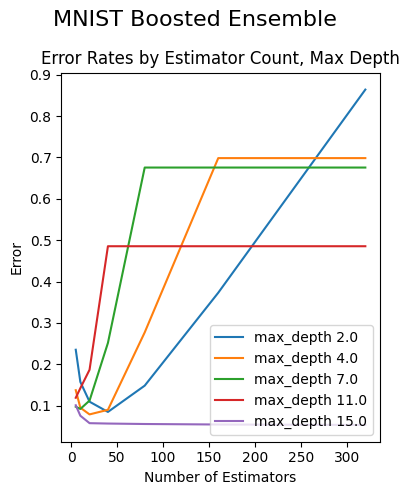 MNIST Boosted Ensemble
Error Rates by Estimator Count, Max Depth
0.9
0.8
0.7
0.6
0.5
0.4
0.3
0.2
0.1
Error
max_depth 2.0
max_depth 4.0
max_depth 7.0
max_depth 11.0
max_depth 15.0
0 50 100 150 200 250 300
Number of Estimators